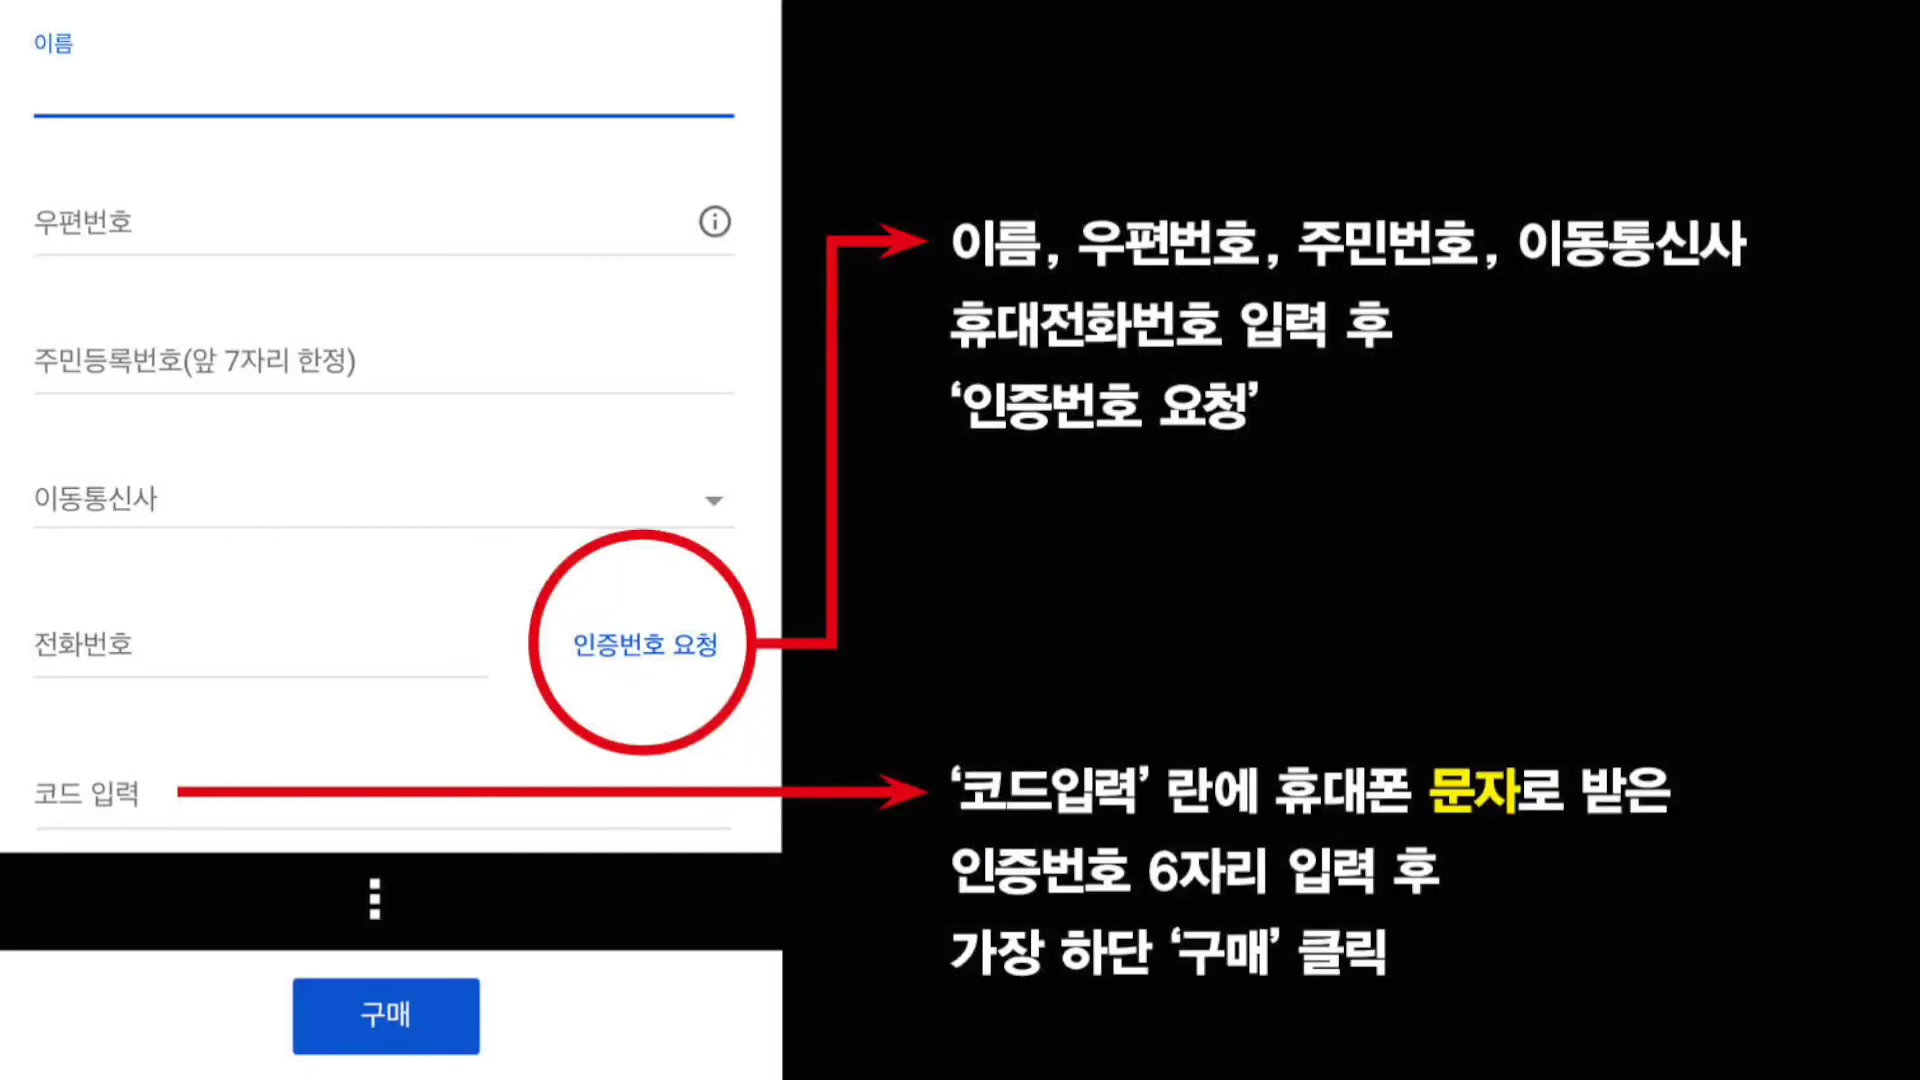 이름
우편번호
주민등록번호(앞 7자리 한정)
이동통신사
전화번호
인증번호 요청
코드 입력
구매
이름, 우편번호, 주민번호, 이동통신사
휴대전화번호 입력 후
‘인증번호 요청’
‘코드입력’ 란에 휴대폰 문자로 받은
인증번호 6자리 입력 후
가장 하단 ‘구매’ 클릭